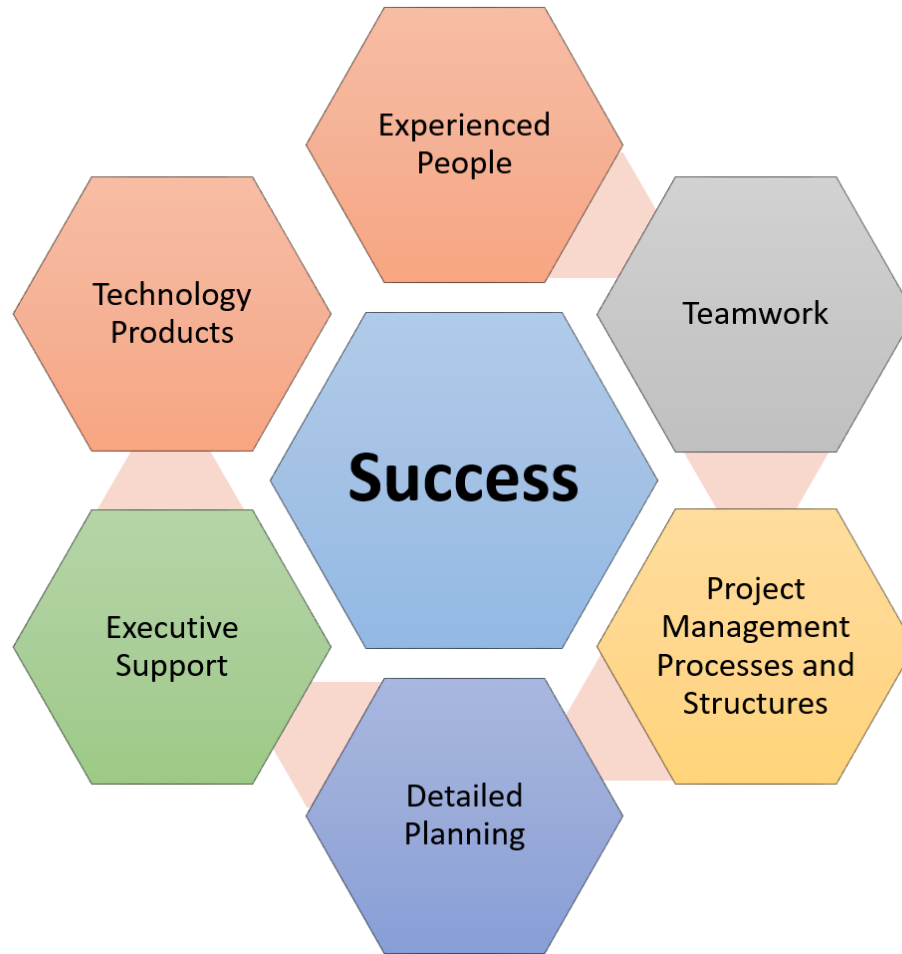 Experienced
People
Teamwork
Project
Management
Processes and
Structures
Detailed
Planning
Executive
Support
Technology
Products
Success